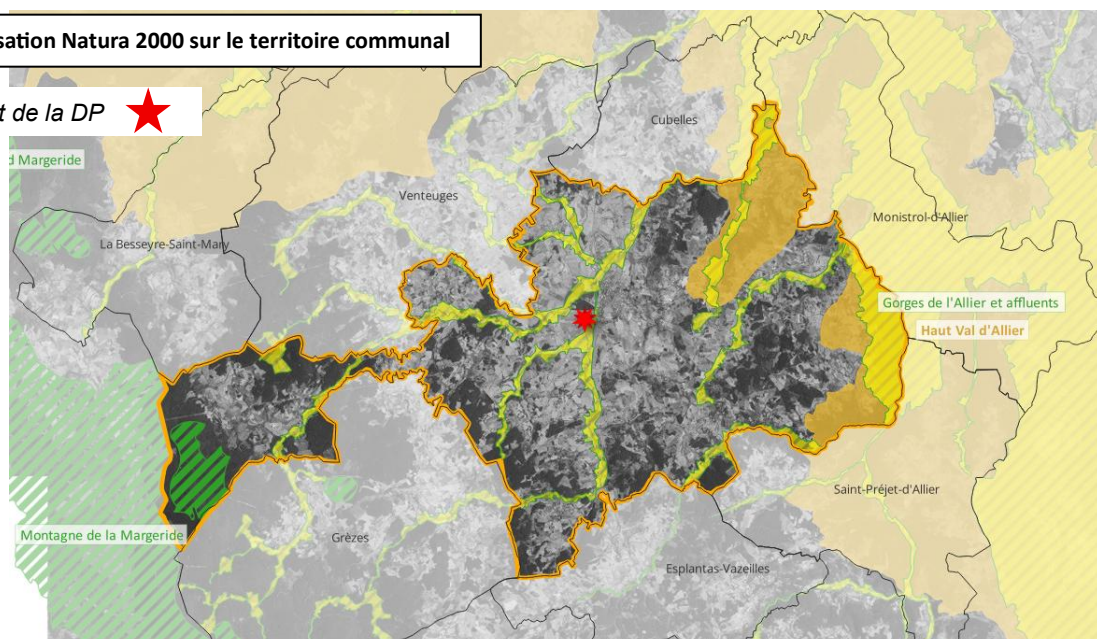 sation Natura 2000 sur le territoire communal
t de la DP
d Margeride
Cubelles
Venteuges
La Besseyre-Saint-Mary
Monistrol-d'Allier
Gorges de l'Allier et affluents
Haut Val d'Allier
Saint-Préjet-d'Allier
Montagne de la Margeride
Grèzes
Esplantas-Vazeilles